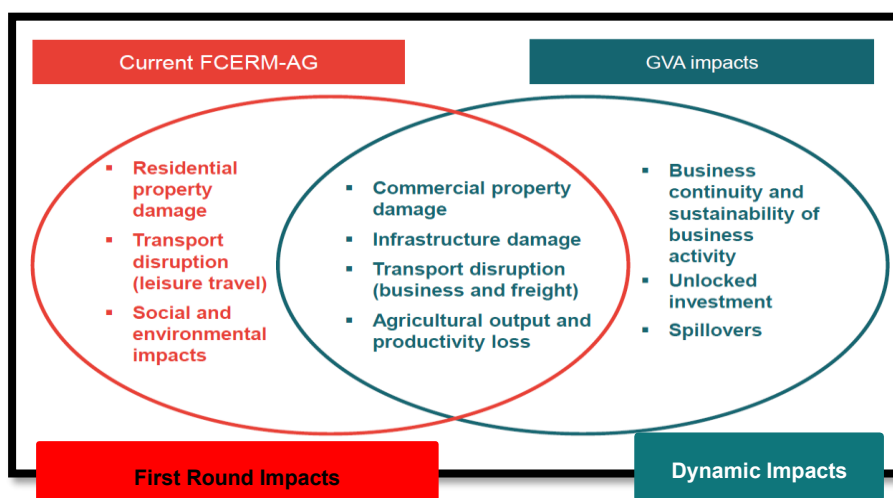 Current FCERM-AG
GVA impacts
▪ Residential
property
damage
▪ Transport
disruption
(leisure travel)
▪ Social and
environmental
impacts
▪ Commercial property
damage
▪ Infrastructure damage
▪ Transport disruption
(business and freight)
▪ Agricultural output and
productivity loss
▪ Business
continuity and
sustainability of
business
activity
▪ Unlocked
investment
▪ Spillovers
First Round Impacts
Dynamic Impacts